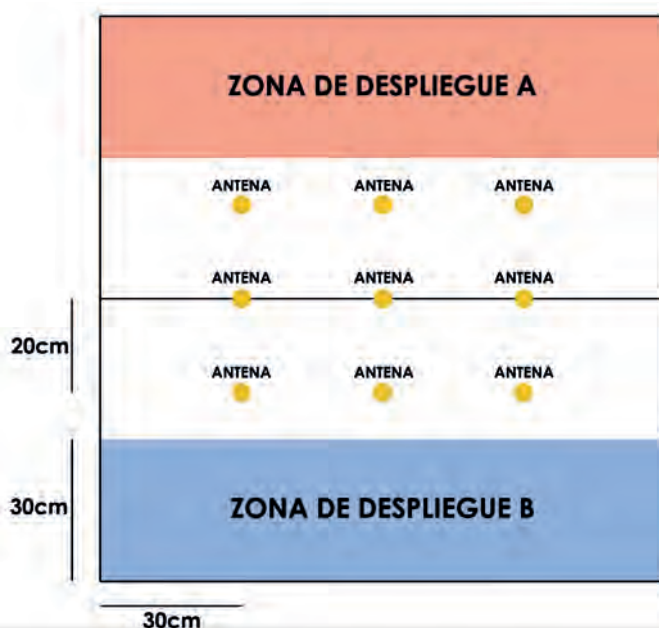 ZONA DE DESPLIEGUE A
ANTENA ANTENA ANTENA
ANTENA ANTENA ANTENA
20cm
ANTENA ANTENA ANTENA
30cm
ZONA DE DESPLIEGUE B
30cm